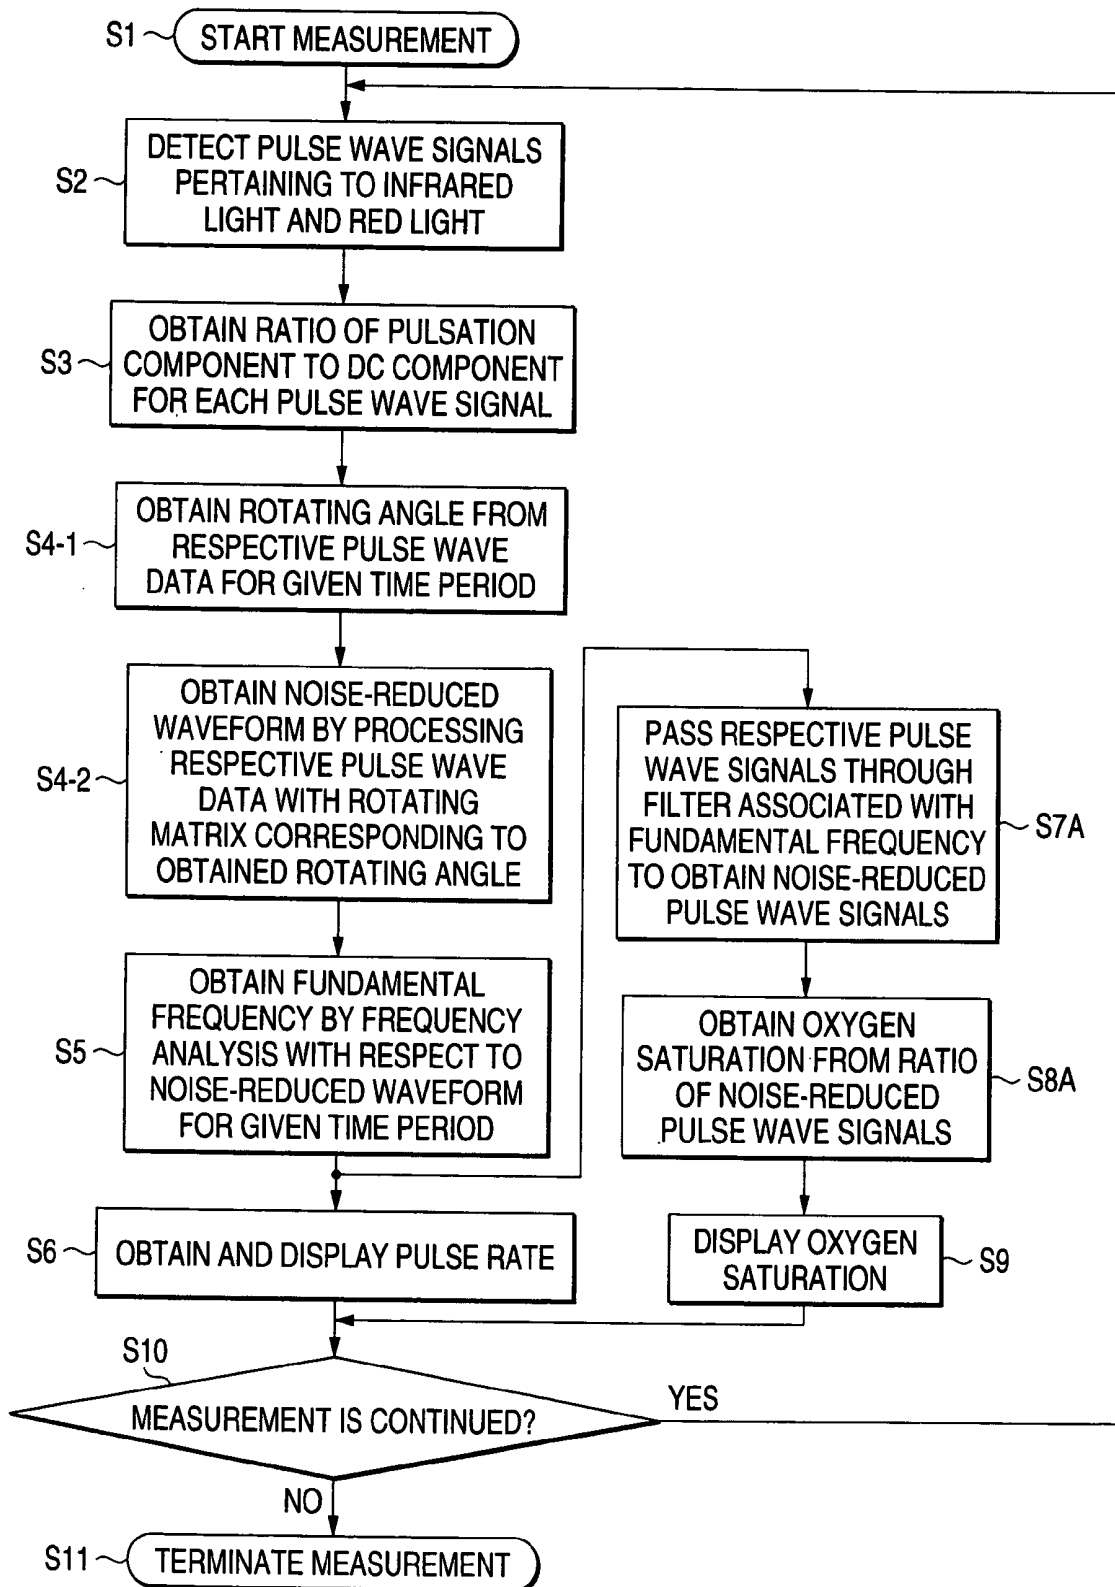 S1
START MEASUREMENT
S2
DETECT PULSE WAVE SIGNALS
PERTAINING TO INFRARED
LIGHT AND RED LIGHT
S3
OBTAIN RATIO OF PULSATION
COMPONENT TO DC COMPONENT
FOR EACH PULSE WAVE SIGNAL
S4-1
OBTAIN ROTATING ANGLE FROM
RESPECTIVE PULSE WAVE
DATA FOR GIVEN TIME PERIOD
S4-2
OBTAIN NOISE-REDUCED
WAVEFORM BY PROCESSING
RESPECTIVE PULSE WAVE
DATA WITH ROTATING
MATRIX CORRESPONDING TO
OBTAINED ROTATING ANGLE
S5
OBTAIN FUNDAMENTAL
FREQUENCY BY FREQUENCY
ANALYSIS WITH RESPECT TO
NOISE-REDUCED WAVEFORM
FOR GIVEN TIME PERIOD
S6
OBTAIN AND DISPLAY PULSE RATE
PASS RESPECTIVE PULSE
WAVE SIGNALS THROUGH
FILTER ASSOCIATED WITH
FUNDAMENTAL FREQUENCY
TO OBTAIN NOISE-REDUCED
PULSE WAVE SIGNALS
S7A
OBTAIN OXYGEN
SATURATION FROM RATIO
OF NOISE-REDUCED
PULSE WAVE SIGNALS
S8A
DISPLAY OXYGEN
SATURATION
S9
S10
MEASUREMENT IS CONTINUED?
YES
NO
S11
TERMINATE MEASUREMENT